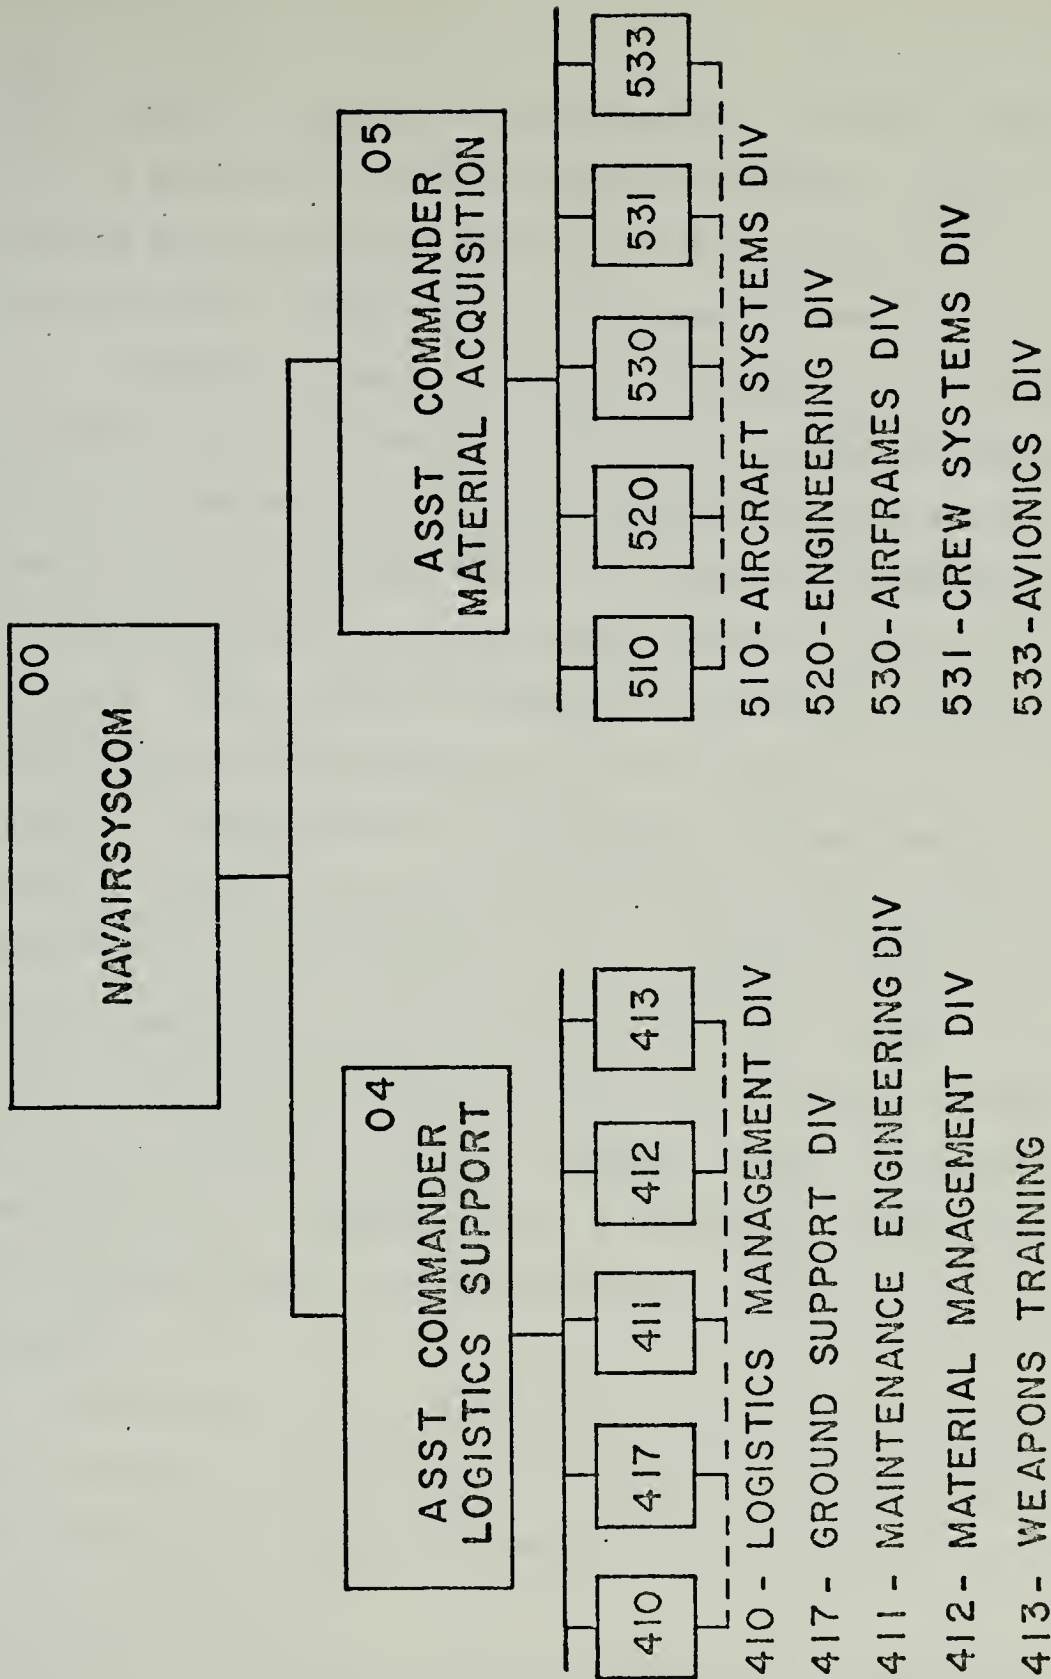 00
NAVAIRSYSCOM
04
ASST COMMANDER
LOGISTICS SUPPORT
410
417
411
412
413
410- LOGISTICS MANAGEMENT DIV
417- GROUND SUPPORT DIV
411- MAINTENANCE ENGINEERING DIV
412- MATERIAL MANAGEMENT DIV
413- WEAPONS TRAINING
05
ASST COMMANDER
MATERIAL ACQUISITION
510
520
530
531
533
510-AIRCRAFT SYSTEMS DIV
520-ENGINEERING DIV
530-AIRFRAMES DIV
531-CREW SYSTEMS DIV
533-AVIONICS DIV